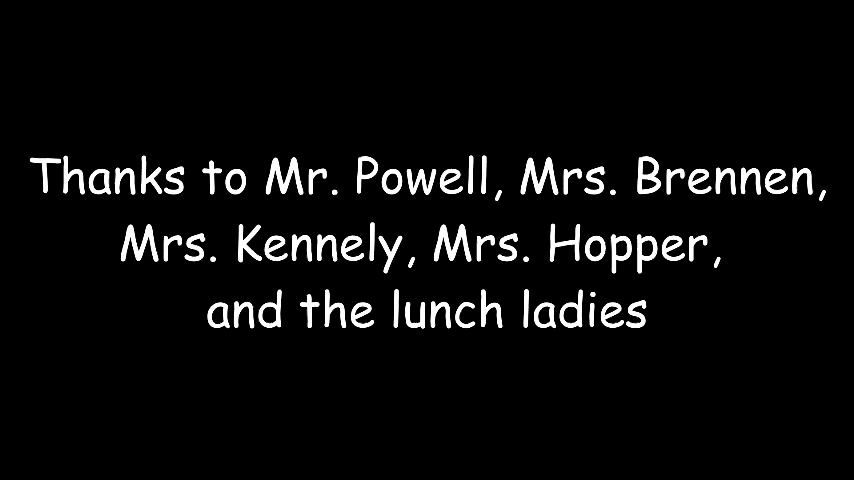 Thanks to Mr. Powell, Mrs. Brennen,
Mrs. Kennely, Mrs. Hopper,
and the lunch ladies